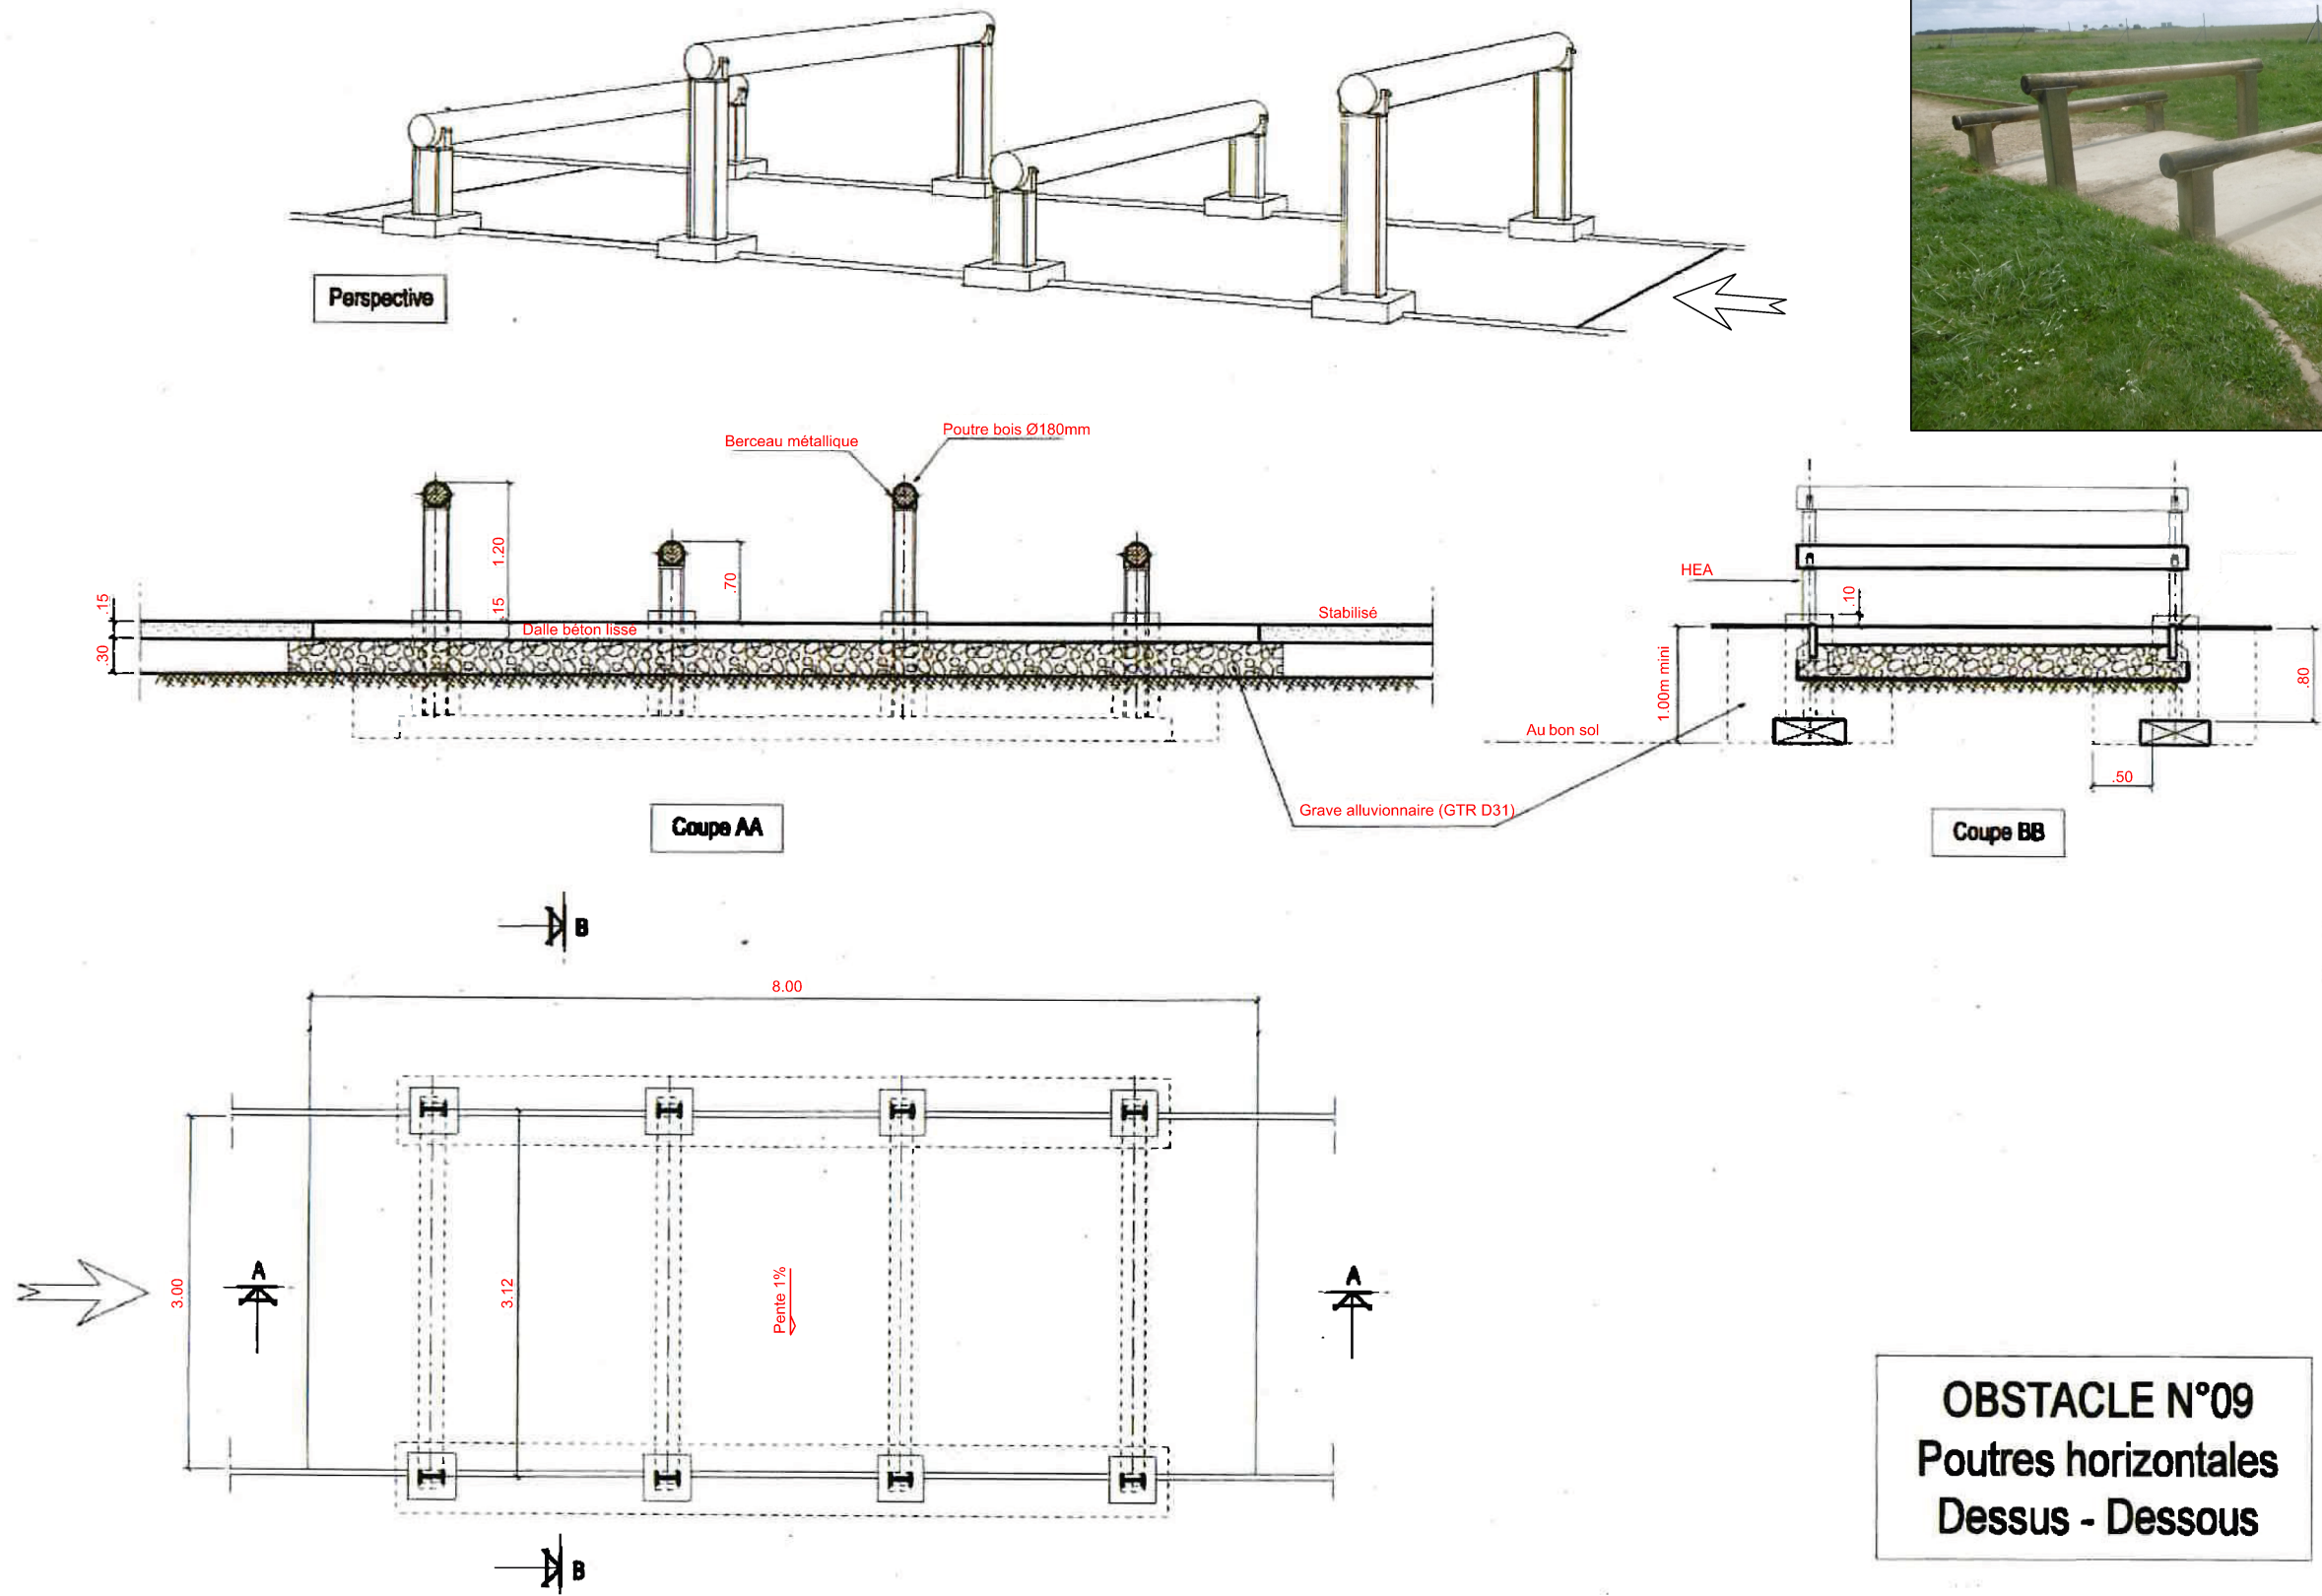 Perspective
Berceau métallique
Poutre bois Ø180mm
1.20
.70
.15
.15
.30
Dalle béton lissé
Stabilisé
HEA
.10
1.00m mini
.80
Au bon sol
.50
Grave alluvionnaire (GTR D31)
Coupe AA
Coupe BB
B
8.00
3.00
A
3.12
Pente 1%
A
B
OBSTACLE N°09
Poutres horizontales
Dessus - Dessous